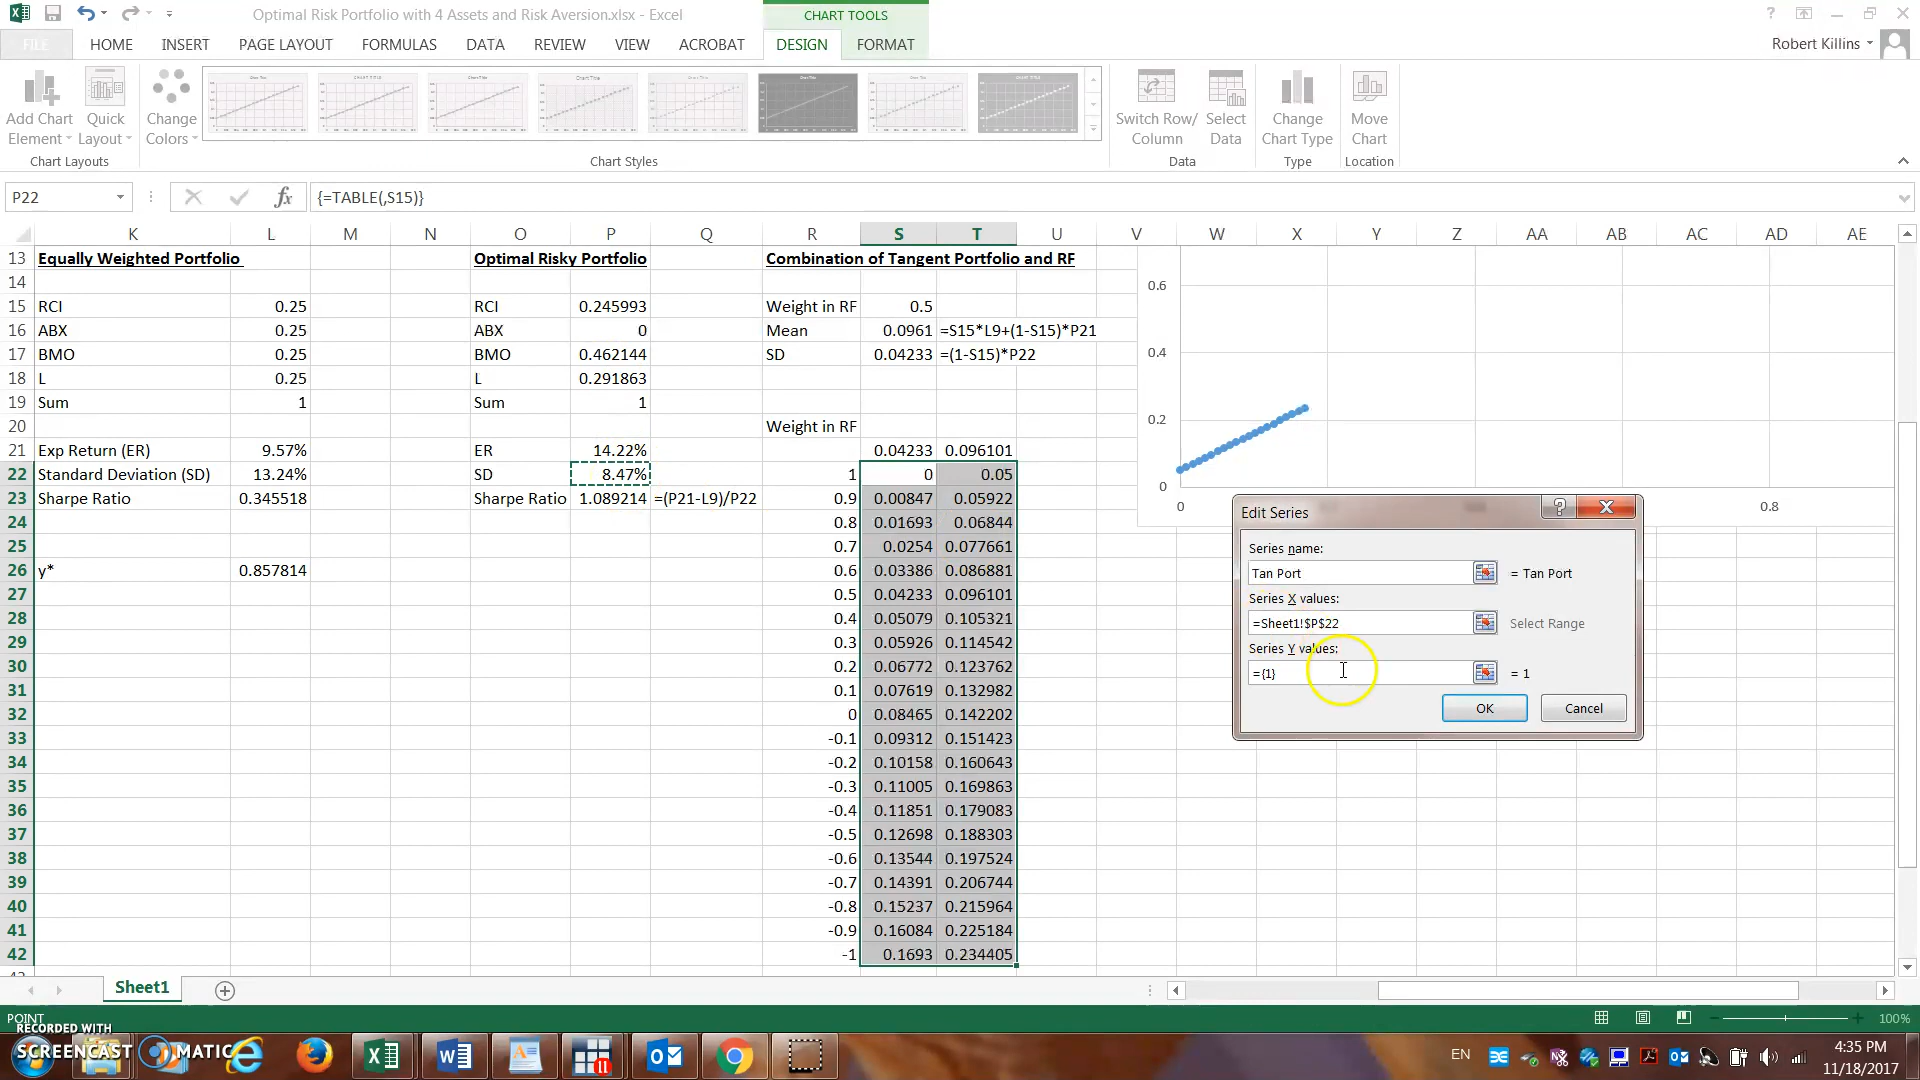 Optimal Risk Portfolio with 4 Assets and Risk Aversion.xlsx - Excel
CHART TOOLS
FILE HOME INSERT PAGE LAYOUT FORMULAS DATA REVIEW VIEW ACROBAT DESIGN FORMAT
Robert Killins
Add Chart Element
Quick Layout
Change Colors
Switch Row/ Column
Select Data
Change Chart Type
Move Chart
Chart Layouts
Chart Styles
Data
Type
Location
P22 {=TABLE(,S15)}
K L M N O P Q R S T U V W X Y Z AA AB AC AD AE
13 Equally Weighted Portfolio Optimal Risky Portfolio Combination of Tangent Portfolio and RF
14
15 RCI 0.25 RCI 0.245993 Weight in RF 0.5
16 ABX 0.25 ABX 0 Mean 0.0961 =S15*L9+(1-S15)*P21
17 BMO 0.25 BMO 0.462144 SD 0.04233 =(1-S15)*P22
18 L 0.25 L 0.291863
19 Sum 1 Sum 1
20 Weight in RF
21 Exp Return (ER) 9.57% ER 14.22% 0.04233 0.096101
22 Standard Deviation (SD) 13.24% SD 8.47% 1 0 0.05
23 Sharpe Ratio 0.345518 Sharpe Ratio 1.089214 =(P21-L9)/P22 0.9 0.00847 0.05922
24 0.8 0.01693 0.06844
25 0.7 0.0254 0.077661
26 y* 0.857814 0.6 0.03386 0.086881
27 0.5 0.04233 0.096101
28 0.4 0.05079 0.105321
29 0.3 0.05926 0.114542
30 0.2 0.06772 0.123762
31 0.1 0.07619 0.132982
32 0 0.08465 0.142202
33 -0.1 0.09312 0.151423
34 -0.2 0.10158 0.160643
35 -0.3 0.11005 0.169863
36 -0.4 0.11851 0.179083
37 -0.5 0.12698 0.188303
38 -0.6 0.13544 0.197524
39 -0.7 0.14391 0.206744
40 -0.8 0.15237 0.215964
41 -0.9 0.16084 0.225184
42 -1 0.1693 0.234405
0.6
0.4
0.2
0
0 0.8
Edit Series
Series name:
Tan Port = Tan Port
Series X values:
=Sheet1!$P$22 Select Range
Series Y values:
={1} = 1
OK Cancel
Sheet1
POINT
100%
RECORDED WITH
SCREENCAST MATIC
EN
4:35 PM
11/18/2017